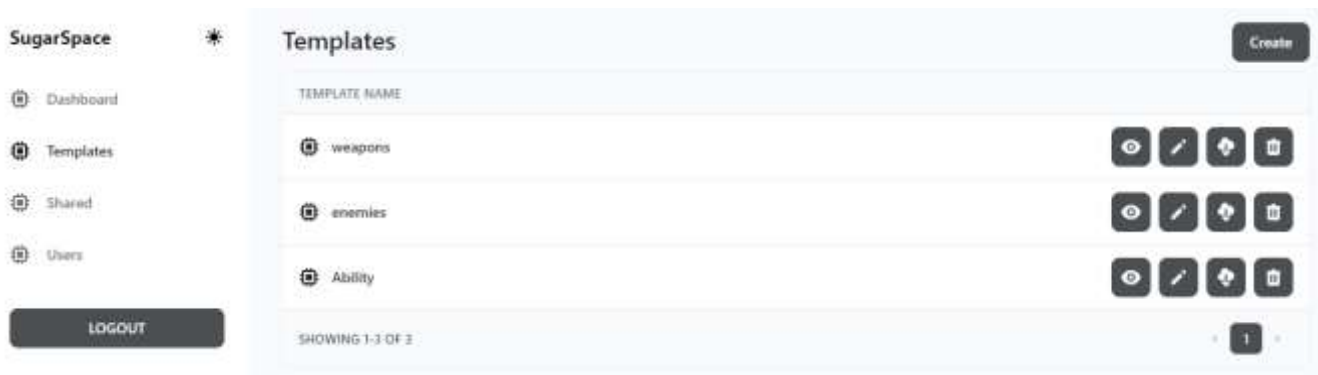 SugarSpace
Dashboard
Templates
Shared
Users
LOGOUT
Templates
Create
TEMPLATE NAME
weapons
enemies
Ability
SHOWING 1-3 OF 3
1